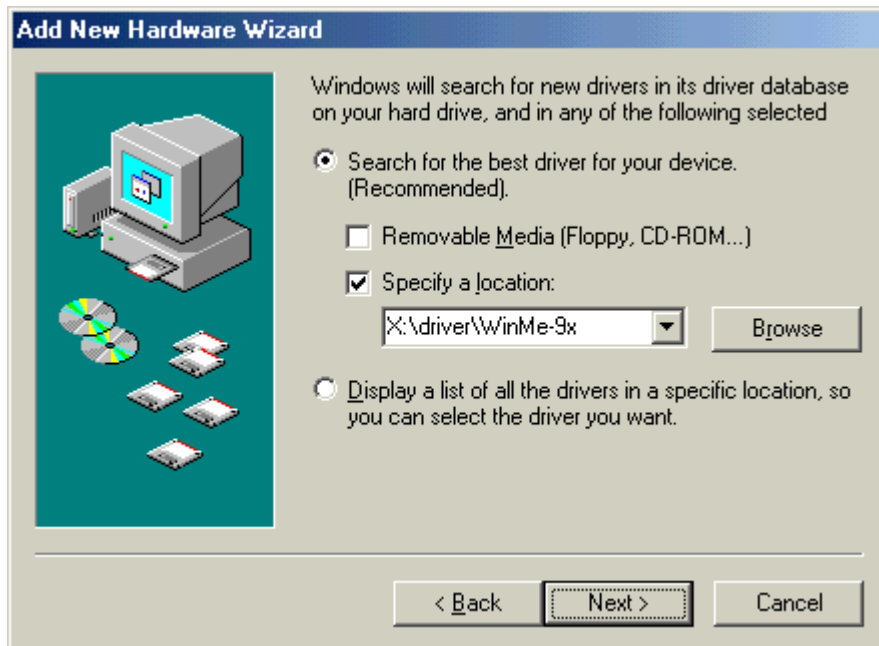 Add New Hardware Wizard
Windows will search for new drivers in its driver database
on your hard drive, and in any of the following selected
Search for the best driver for your device.
(Recommended).
Removable Media (Floppy, CD-ROM...)
Specify a location:
X:\driver\WinMe-9x
Browse
Display a list of all the drivers in a specific location, so
you can select the driver you want.
< Back
Next >
Cancel